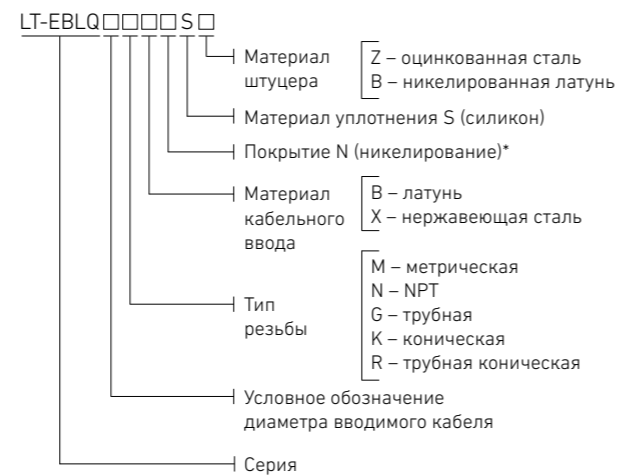 LT-EBLQ□□□□S□
Материал штуцера
Z – оцинкованная сталь
B – никелированная латунь
Материал уплотнения S (силикон)
Покрытие N (никелирование)*
Материал
кабельного
ввода
B – латунь
X – нержавеющая сталь
Тип
резьбы
M – метрическая
N – NPT
G – трубная
K – коническая
R – трубная коническая
Условное обозначение
диаметра вводимого кабеля
Серия